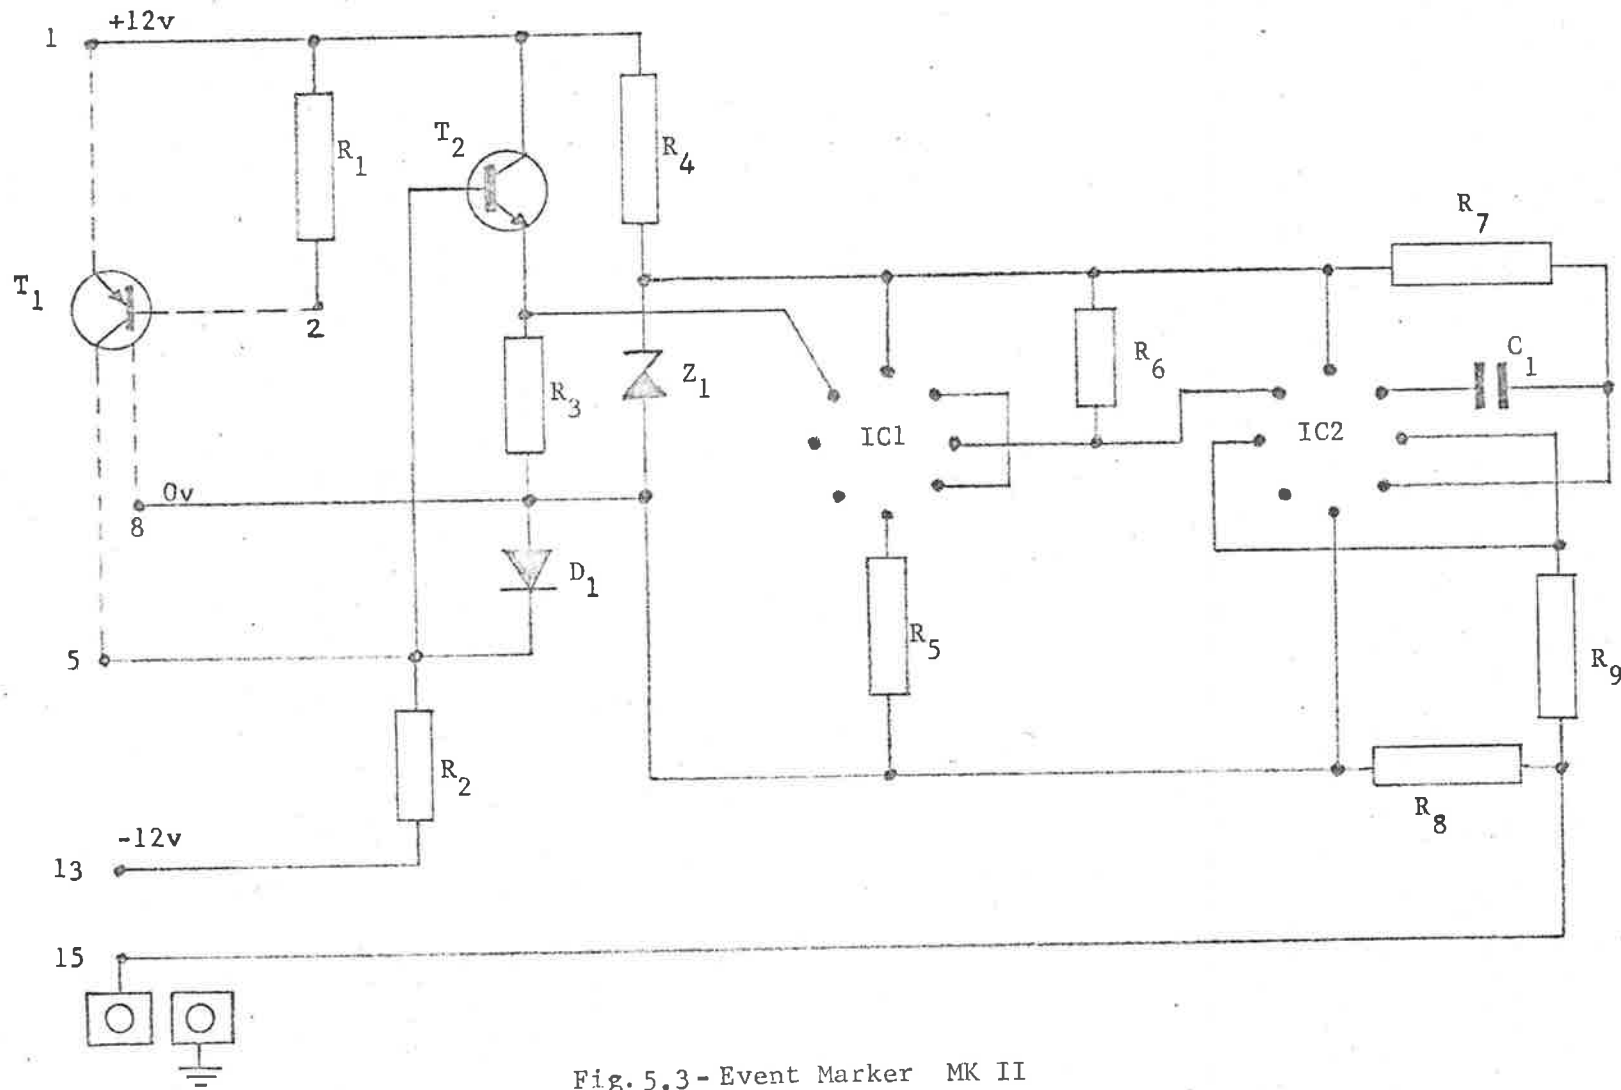 1 +12v
R1
T2
R4
R7
T1
2
R3
Z1
R6
C1
IC1
IC2
0v
8
D1
5
R5
R9
R2
R8
-12v
13
15
Fig.5.3-Event Marker MK II